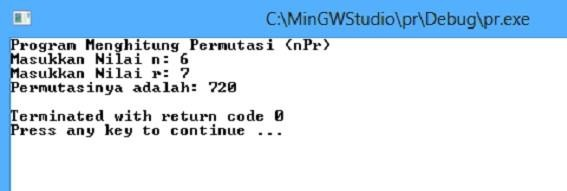 C:\MinGWStudio\pr\Debug\pr.exe
Program Menghitung Permutasi (nPr)
Masukkan Nilai n: 6
Masukkan Nilai r: 7
Permutasinya adalah: 720
Terminated with return code 0
Press any key to continue ...